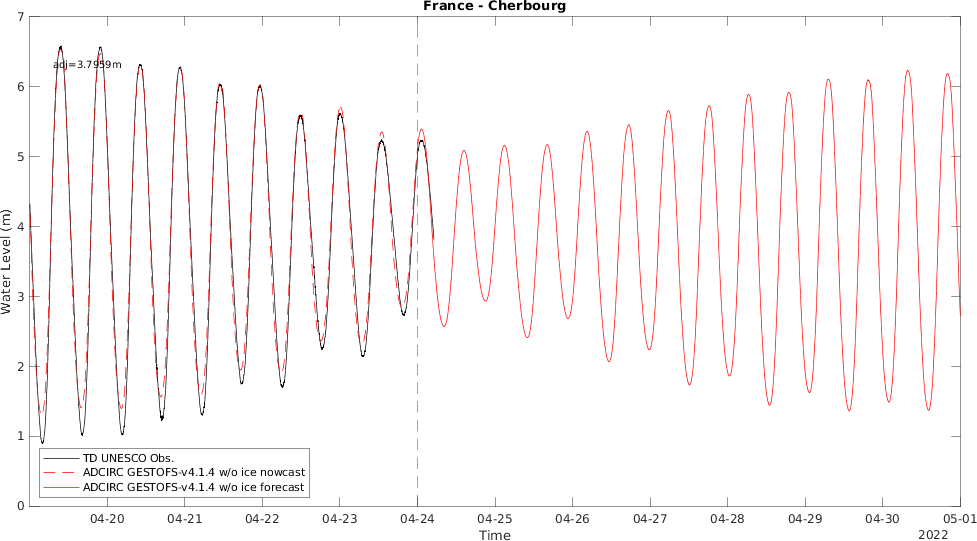 France - Cherbourg
7
6
5
4
3
2
1
0
Water Level (m)
adj=3.7959m
TD UNESCO Obs.
ADCIRC GESTOFS-v4.1.4 w/o ice nowcast
ADCIRC GESTOFS-v4.1.4 w/o ice forecast
04-20 04-21 04-22 04-23 04-24 04-25 04-26 04-27 04-28 04-29 04-30 05-01
Time
2022